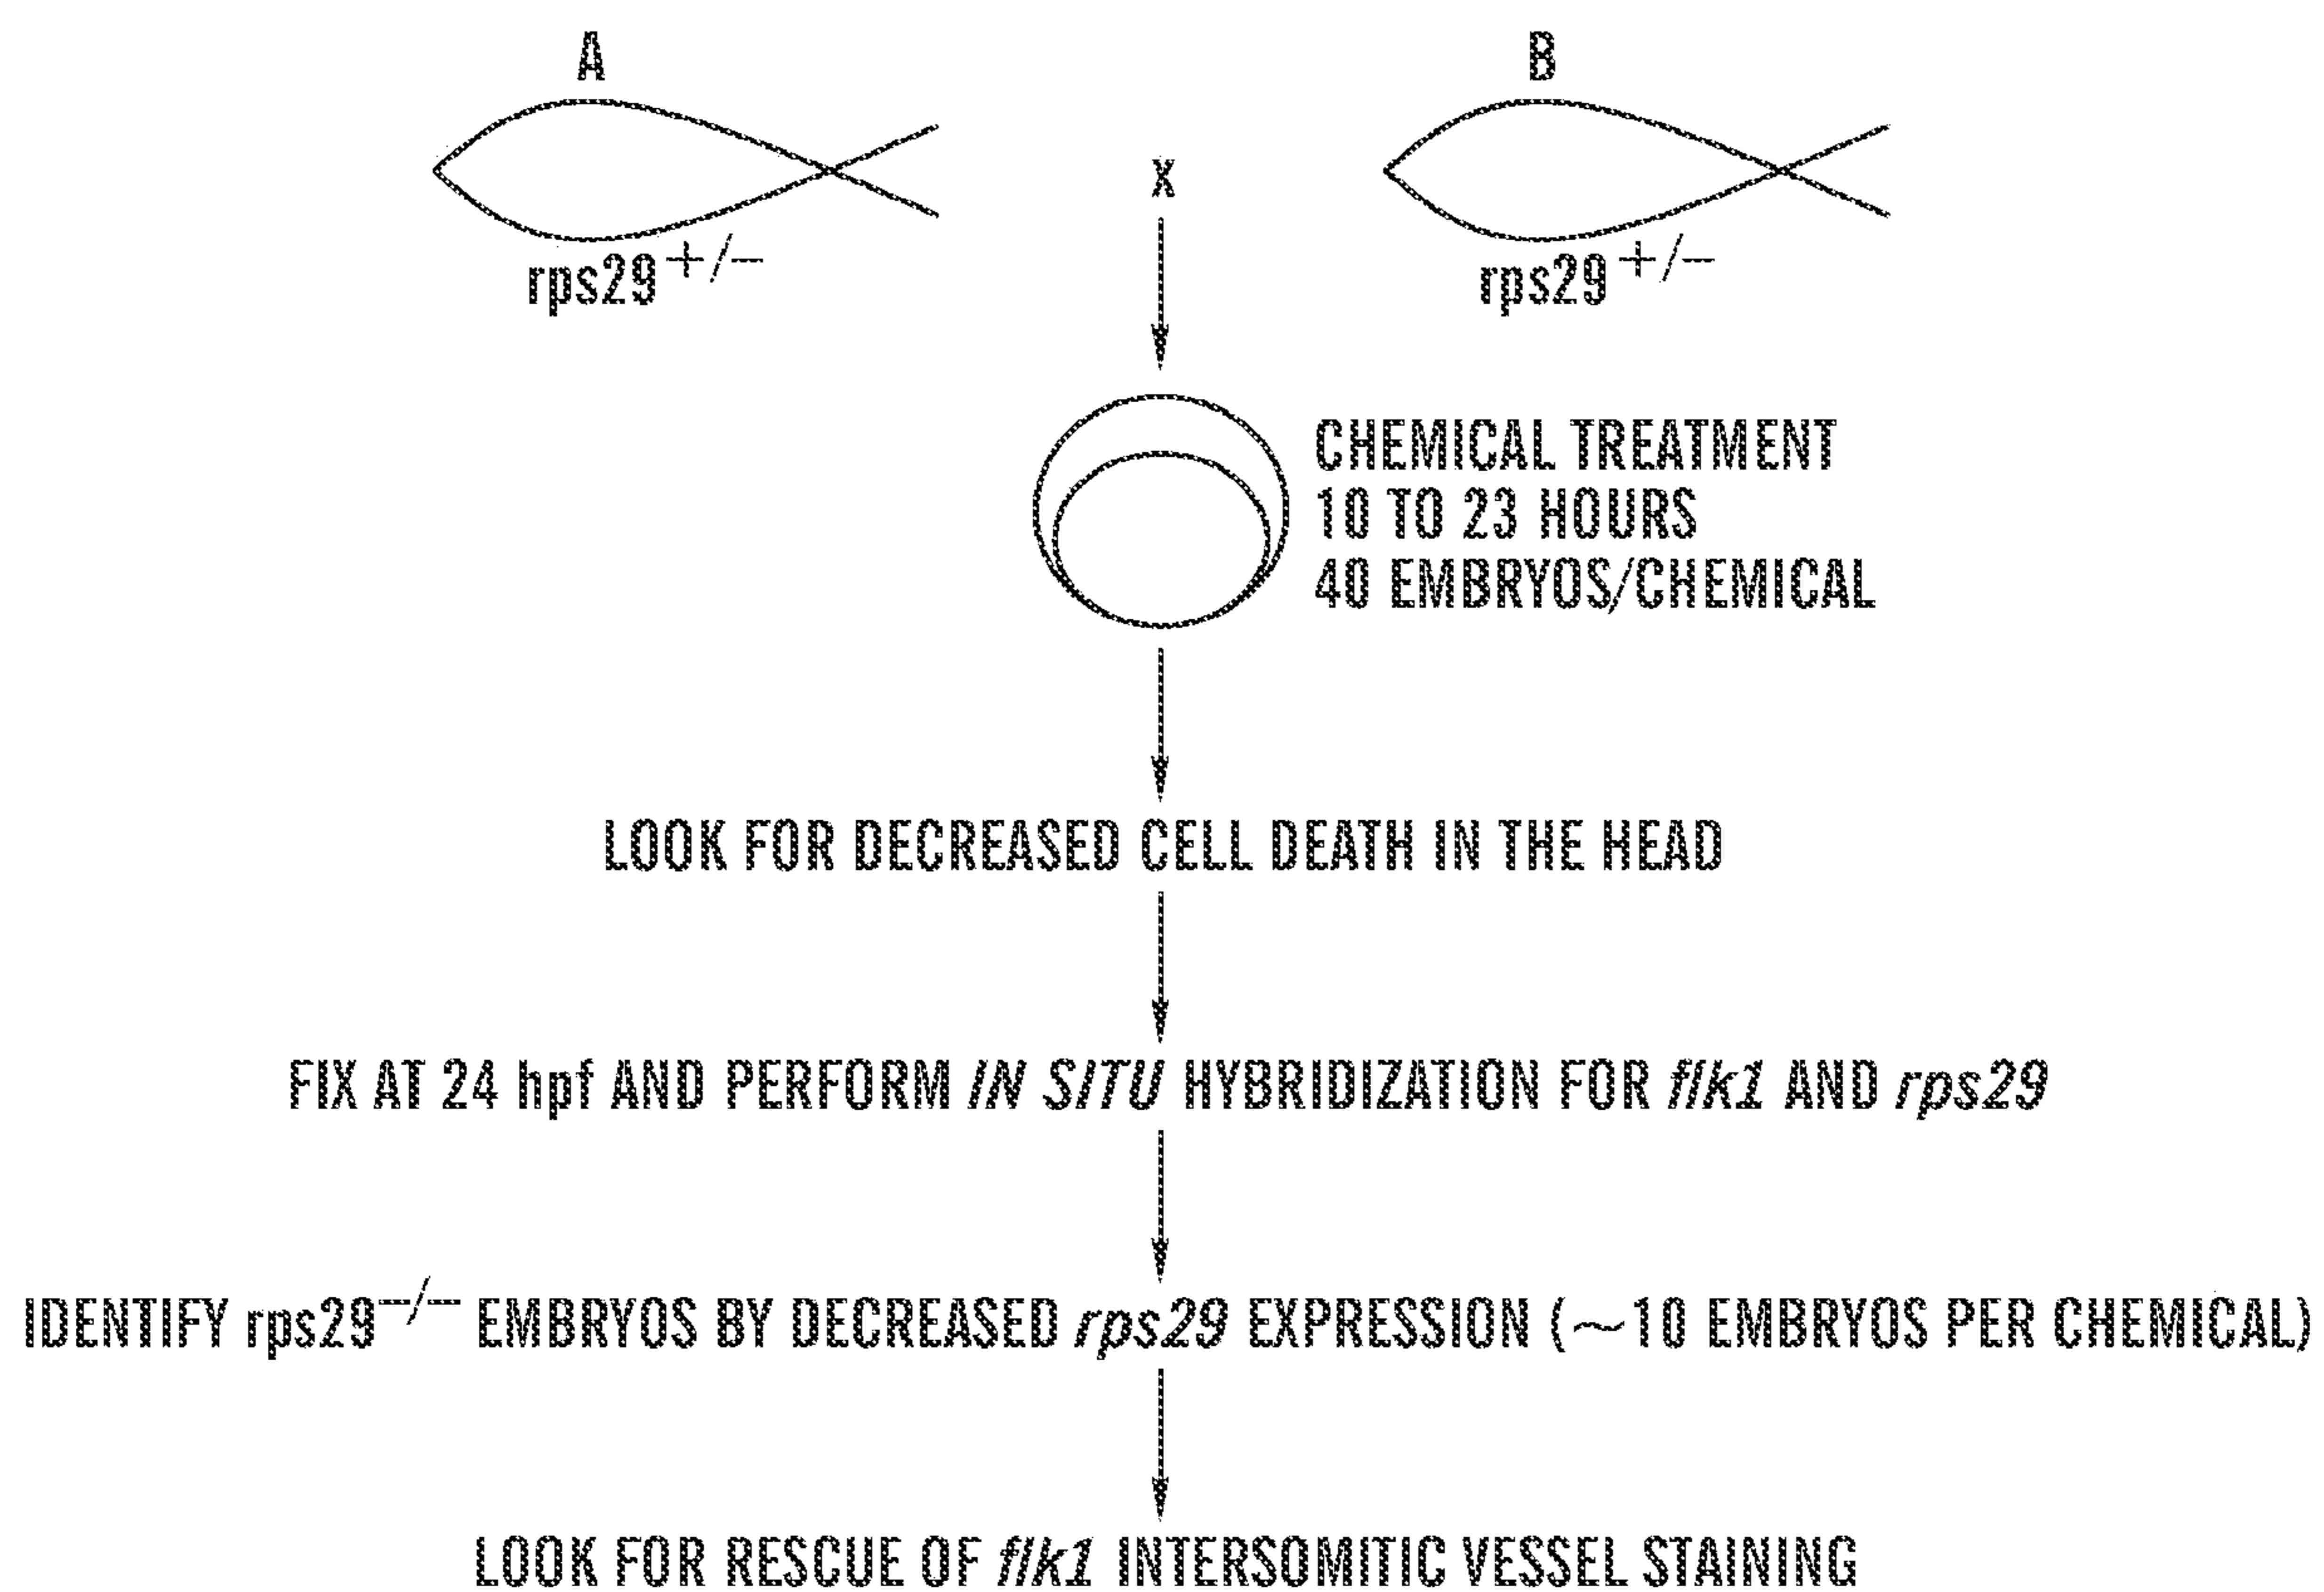 A B
x
rps29+/− rps29+/−
CHEMICAL TREATMENT
10 TO 23 HOURS
40 EMBRYOS/CHEMICAL
LOOK FOR DECREASED CELL DEATH IN THE HEAD
FIX AT 24 hpf AND PERFORM IN SITU HYBRIDIZATION FOR flk1 AND rps29
IDENTIFY rps29−/− EMBRYOS BY DECREASED rps29 EXPRESSION (~10 EMBRYOS PER CHEMICAL)
LOOK FOR RESCUE OF flk1 INTERSOMITIC VESSEL STAINING